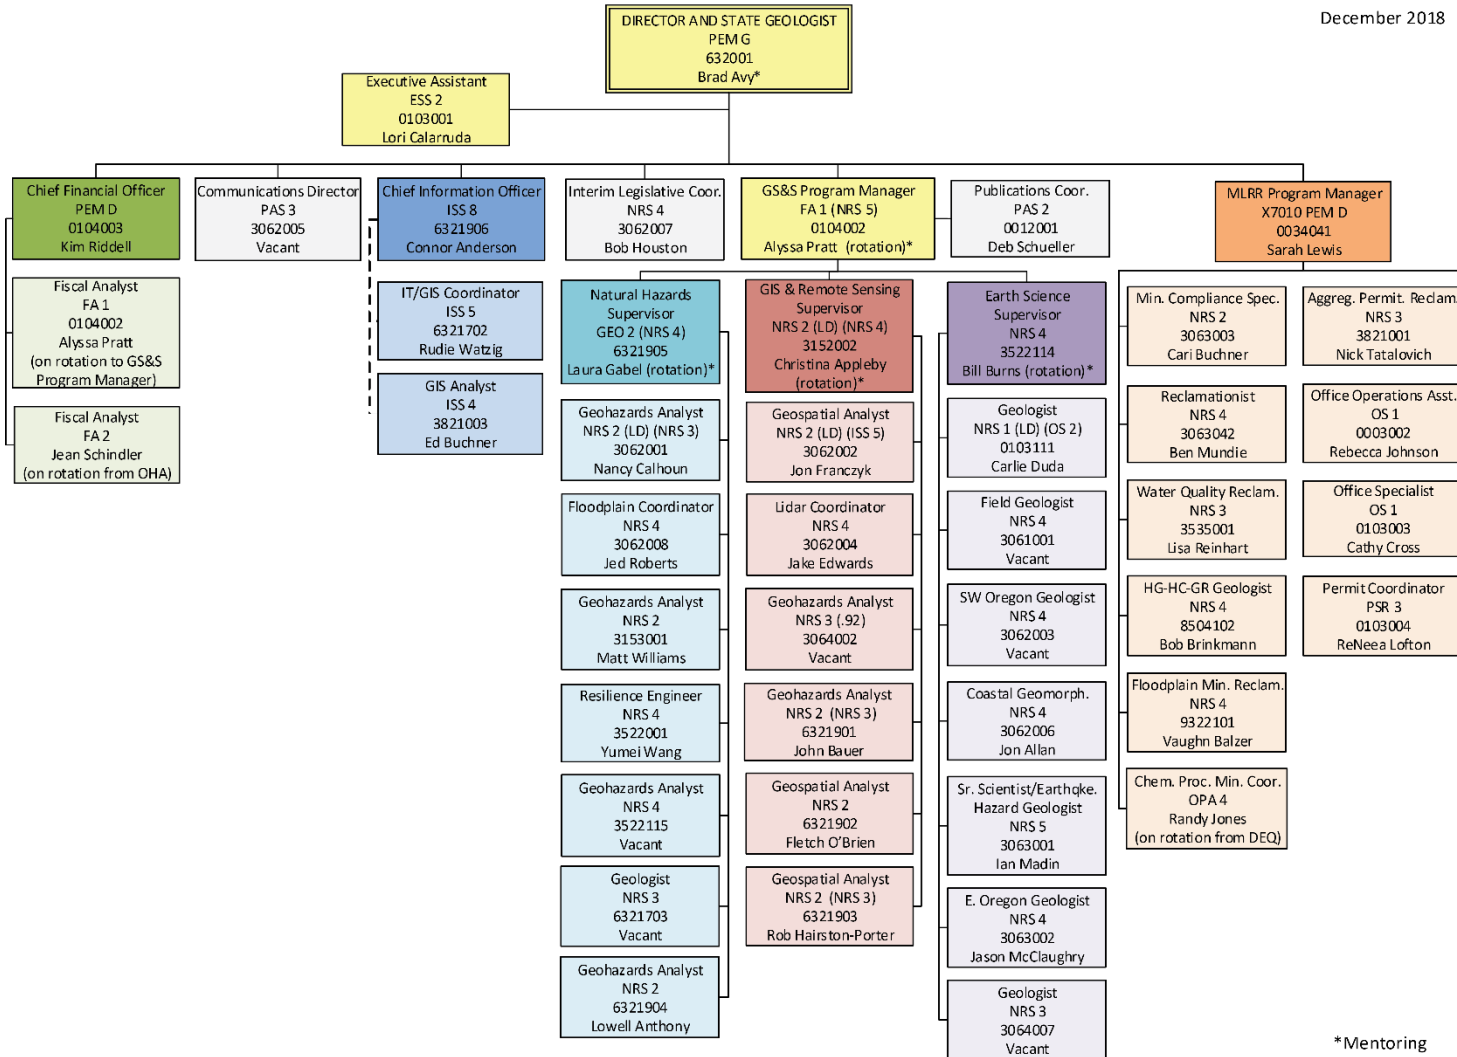 December 2018
DIRECTOR AND STATE GEOLOGIST
PEM G
632001
Brad Avy*
Executive Assistant
ESS 2
0103001
Lori Calarruda
Chief Financial Officer
PEM D
0104003
Kim Riddell
Communications Director
PAS 3
3062005
Vacant
Chief Information Officer
ISS 8
6321906
Connor Anderson
Interim Legislative Coor.
NRS 4
3062007
Bob Houston
GS&S Program Manager
FA 1 (NRS 5)
0104002
Alyssa Pratt (rotation)*
Publications Coor.
PAS 2
0012001
Deb Schueller
MLRR Program Manager
X7010 PEM D
0034041
Sarah Lewis
Fiscal Analyst
FA 1
0104002
Alyssa Pratt
(on rotation to GS&S
Program Manager)
Fiscal Analyst
FA 2
Jean Schindler
(on rotation from OHA)
IT/GIS Coordinator
ISS 5
6321702
Rudie Watzig
GIS Analyst
ISS 4
3821003
Ed Buchner
Natural Hazards
Supervisor
GEO 2 (NRS 4)
6321905
Laura Gabel (rotation)*
Geohazards Analyst
NRS 2 (LD) (NRS 3)
3062001
Nancy Calhoun
Floodplain Coordinator
NRS 4
3062008
Jed Roberts
Geohazards Analyst
NRS 2
3153001
Matt Williams
Resilience Engineer
NRS 4
3522001
Yumei Wang
Geohazards Analyst
NRS 4
3522115
Vacant
Geologist
NRS 3
6321703
Vacant
Geohazards Analyst
NRS 2
6321904
Lowell Anthony
GIS & Remote Sensing
Supervisor
NRS 2 (LD) (NRS 4)
3152002
Christina Appleby
(rotation)*
Geospatial Analyst
NRS 2 (LD) (ISS 5)
3062002
Jon Franczyk
Lidar Coordinator
NRS 4
3062004
Jake Edwards
Geohazards Analyst
NRS 3 (.92)
3064002
Vacant
Geohazards Analyst
NRS 2 (NRS 3)
6321901
John Bauer
Geospatial Analyst
NRS 2
6321902
Fletch O'Brien
Geospatial Analyst
NRS 2 (NRS 3)
6321903
Rob Hairston-Porter
Earth Science
Supervisor
NRS 4
3522114
Bill Burns (rotation)*
Geologist
NRS 1 (LD) (OS 2)
0103111
Carlie Duda
Field Geologist
NRS 4
3061001
Vacant
SW Oregon Geologist
NRS 4
3062003
Vacant
Coastal Geomorph.
NRS 4
3062006
Jon Allan
Sr. Scientist/Earthqke.
Hazard Geologist
NRS 5
3063001
Ian Madin
E. Oregon Geologist
NRS 4
3063002
Jason McClaughry
Geologist
NRS 3
3064007
Vacant
Min. Compliance Spec.
NRS 2
3063003
Cari Buchner
Reclamationist
NRS 4
3063042
Ben Mundie
Water Quality Reclam.
NRS 3
3535001
Lisa Reinhart
HG-HC-GR Geologist
NRS 4
8504102
Bob Brinkmann
Floodplain Min. Reclam.
NRS 4
9322101
Vaughn Balzer
Chem. Proc. Min. Coor.
OPA 4
Randy Jones
(on rotation from DEQ)
Aggreg. Permit. Reclam.
NRS 3
3821001
Nick Tatalovich
Office Operations Asst.
OS 1
0003002
Rebecca Johnson
Office Specialist
OS 1
0103003
Cathy Cross
Permit Coordinator
PSR 3
0103004
ReNeea Lofton
*Mentoring